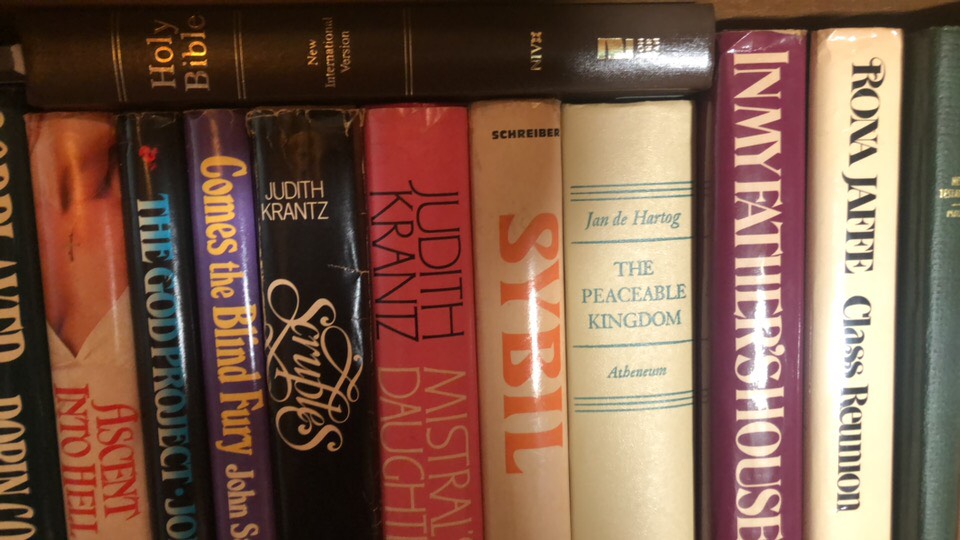 Holy
Bible
New
International
Version
NIV
ASCENT
INTO HELL
THE GOD PROJECT · JO
Comes the Blind Fury John S
JUDITH
KRANTZ
Scruples
JUDITH
KRANTZ
MISTRAL'S
DAUGHT
SCHREIBER
SYBIL
Jan de Hartog
THE
PEACEABLE
KINGDOM
Atheneum
IN MY FATHER'S HOUSE
RONA JAFFE Class Reunion